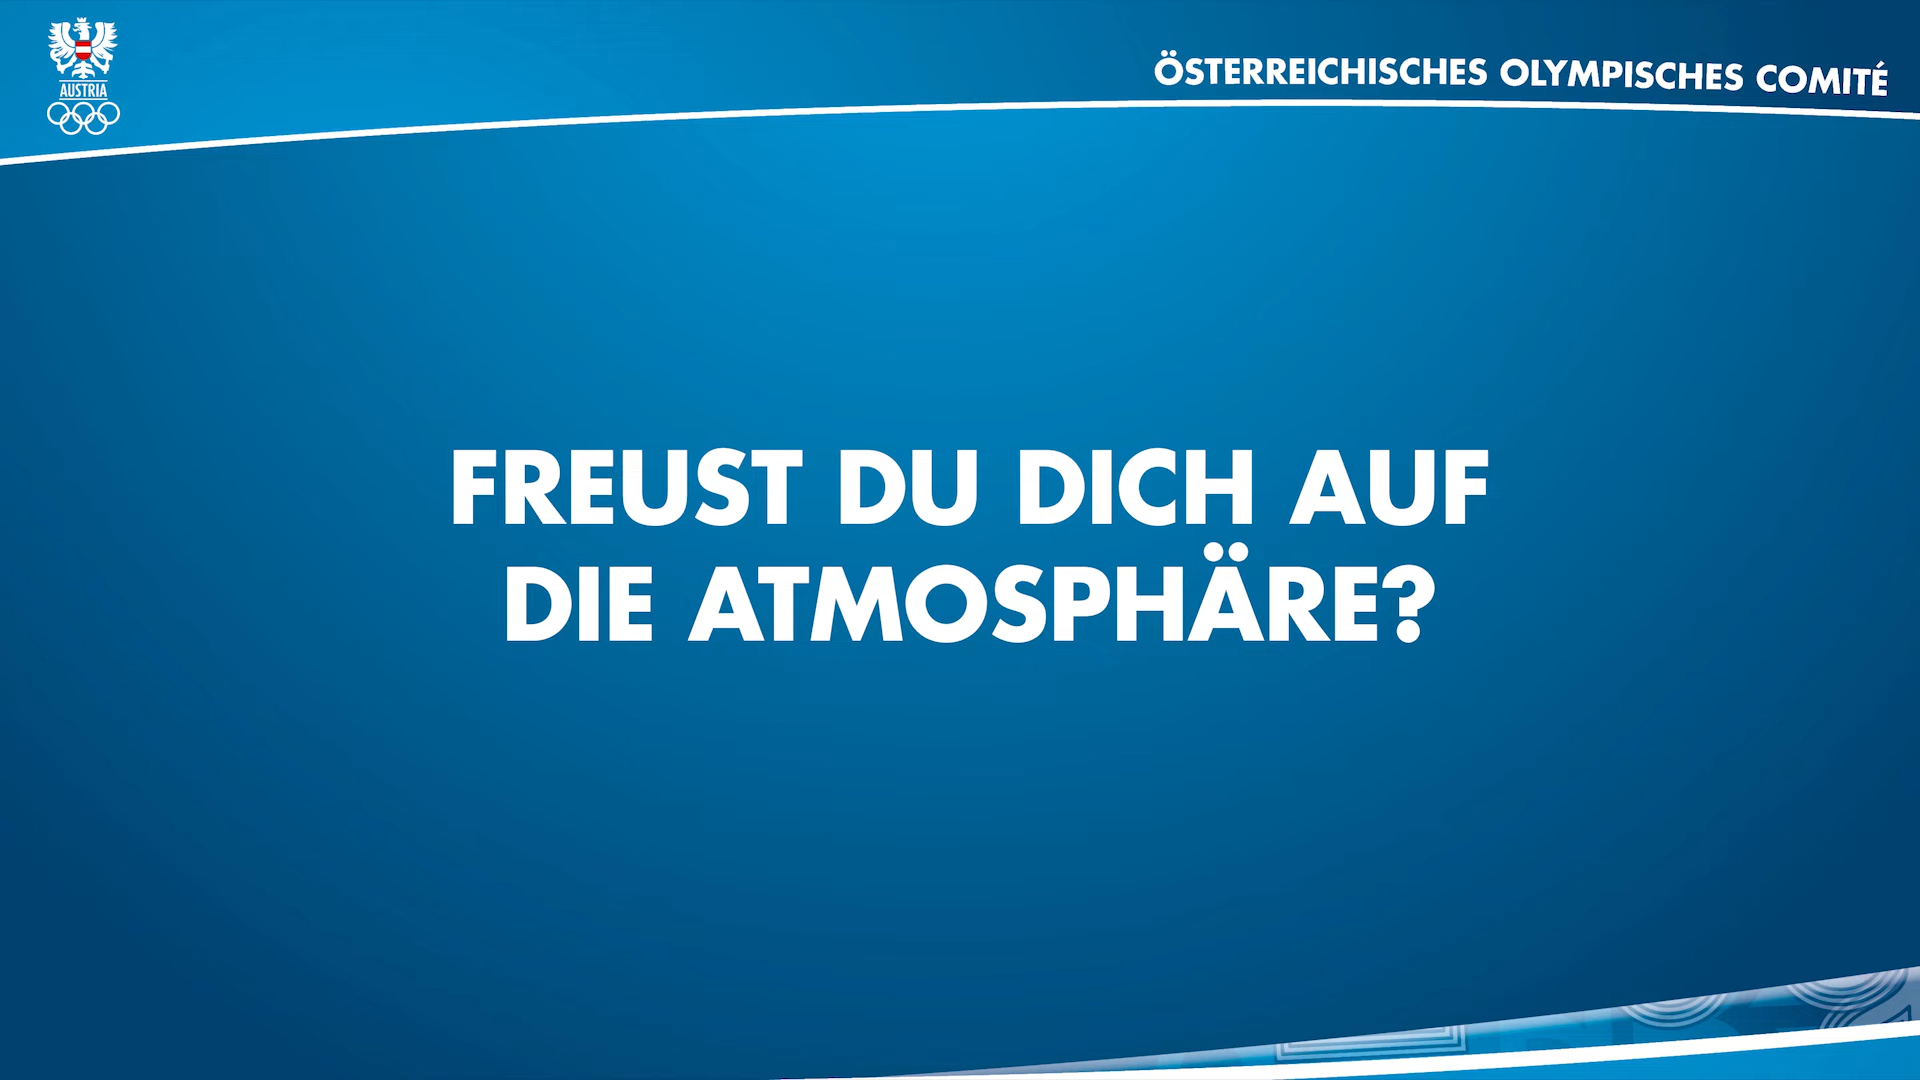 AUSTRIA
ÖSTERREICHISCHES OLYMPISCHES COMITÉ
FREUST DU DICH AUF
DIE ATMOSPHÄRE?